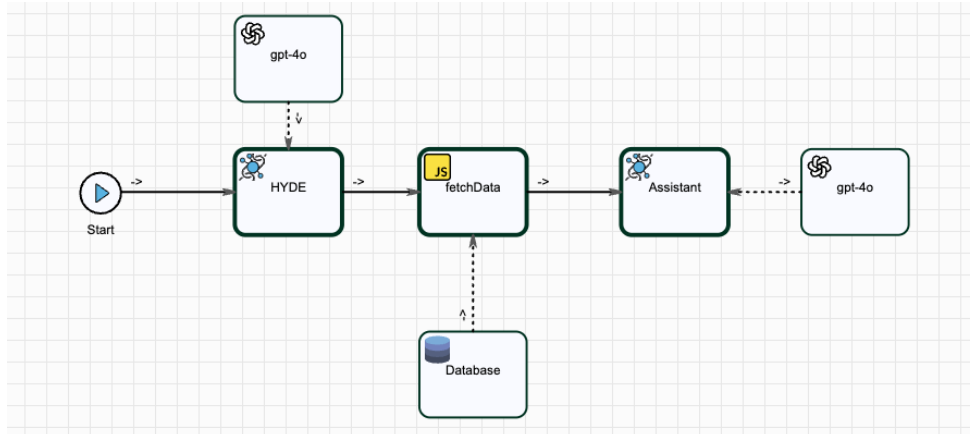 gpt-4o
->
Start
->
HYDE
->
JS
fetchData
->
Assistant
->
gpt-4o
->
->
Database